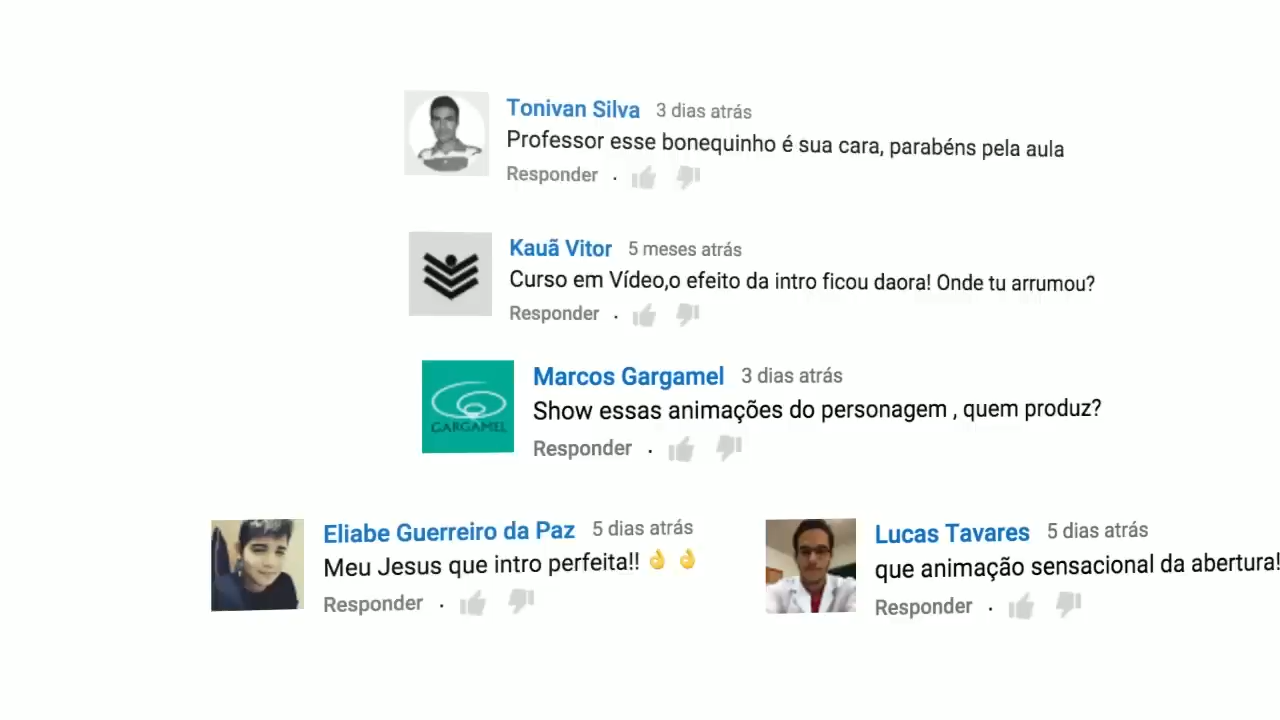 Tonivan Silva 3 dias atrás
Professor esse bonequinho é sua cara, parabéns pela aula
Responder ·
Kauã Vitor 5 meses atrás
Curso em Vídeo,o efeito da intro ficou daora! Onde tu arrumou?
Responder ·
GARGAMEL
Marcos Gargamel 3 dias atrás
Show essas animações do personagem , quem produz?
Responder ·
Eliabe Guerreiro da Paz 5 dias atrás
Meu Jesus que intro perfeita!! 👌 👌
Responder ·
Lucas Tavares 5 dias atrás
que animação sensacional da abertura!
Responder ·